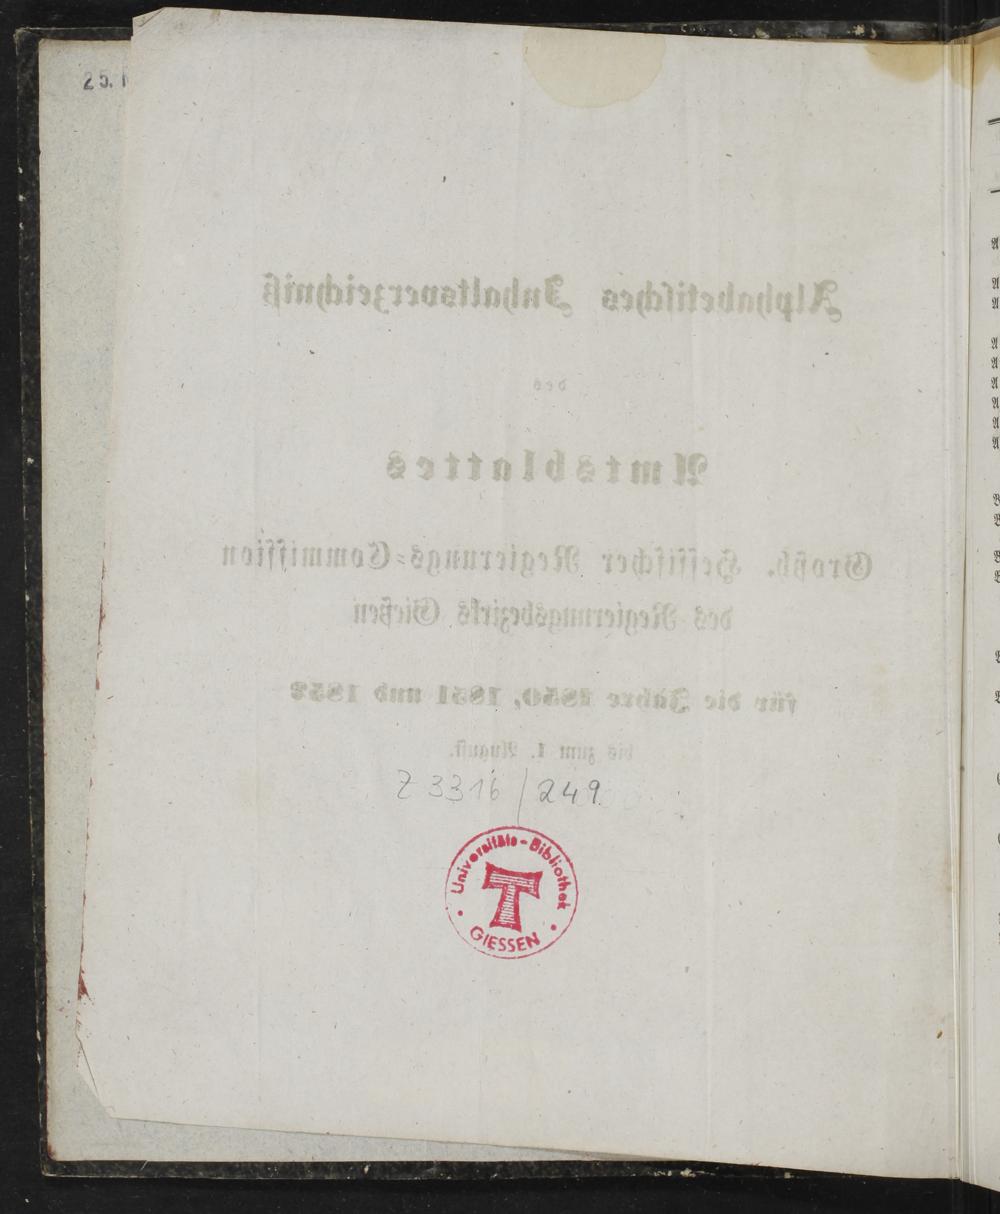 25.
Alphabetisches Inhaltsverzeichniß
des
Amtsblattes
Großh. Hessischer Regierungs-Commission
des Regierungsbezirks Gießen
für die Jahre 1850, 1851 und 1852
bis zum 1. August.
Z 3316 / 249
Universitäts-Bibliothek
GIESSEN